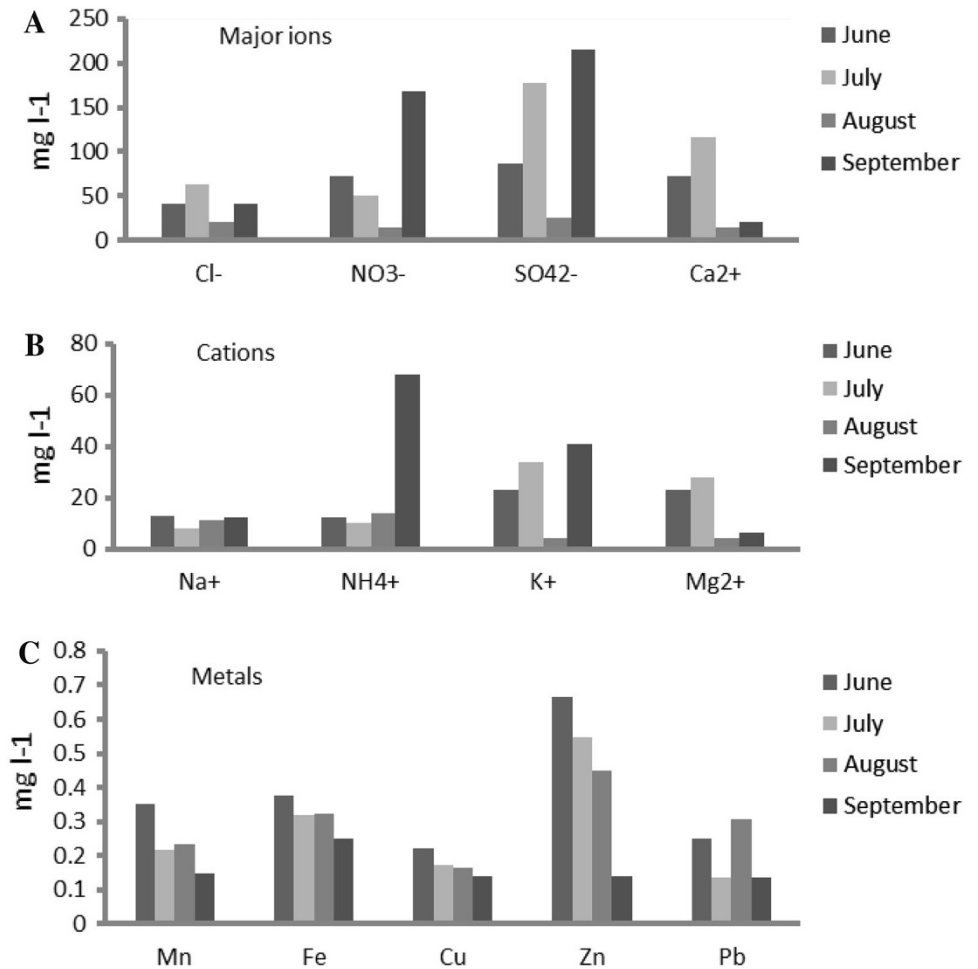 A
Major ions
mg l-1
250
200
150
100
50
0
Cl-
NO3-
SO42-
Ca2+
June
July
August
September
B
Cations
mg l-1
80
60
40
20
0
Na+
NH4+
K+
Mg2+
June
July
August
September
C
Metals
mg l-1
0.8
0.7
0.6
0.5
0.4
0.3
0.2
0.1
0
Mn
Fe
Cu
Zn
Pb
June
July
August
September